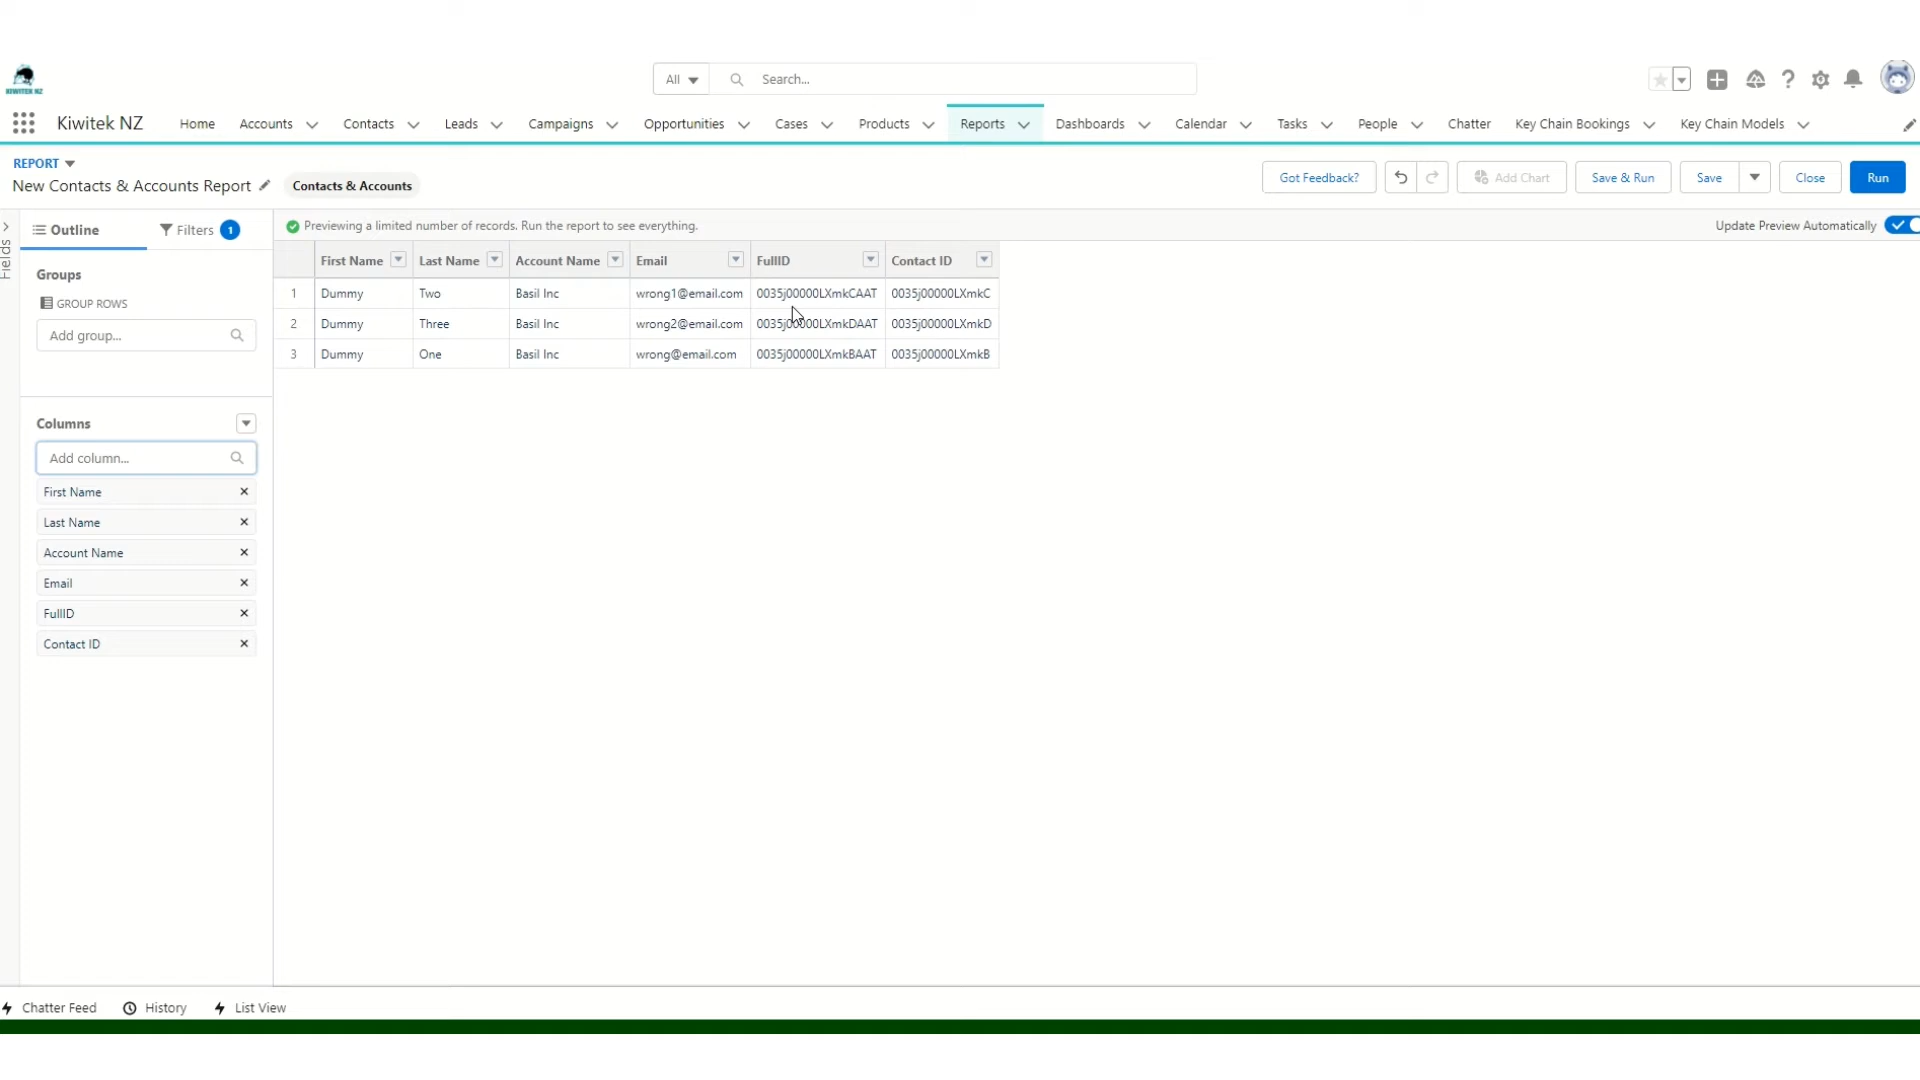 All
Search...
KIWITEK NZ
Kiwitek NZ Home Accounts Contacts Leads Campaigns Opportunities Cases Products Reports Dashboards Calendar Tasks People Chatter Key Chain Bookings Key Chain Models
REPORT
New Contacts & Accounts Report Contacts & Accounts
Got Feedback? Add Chart Save & Run Save Close Run
Fields
Outline Filters 1
Previewing a limited number of records. Run the report to see everything.
Update Preview Automatically
Groups
GROUP ROWS
Add group...
Columns
Add column...
First Name
Last Name
Account Name
Email
FullID
Contact ID
First Name Last Name Account Name Email FullID Contact ID
1 Dummy Two Basil Inc wrong1@email.com 0035j00000LXmkCAAT 0035j00000LXmkC
2 Dummy Three Basil Inc wrong2@email.com 0035j00000LXmkDAAT 0035j00000LXmkD
3 Dummy One Basil Inc wrong@email.com 0035j00000LXmkBAAT 0035j00000LXmkB
Chatter Feed History List View